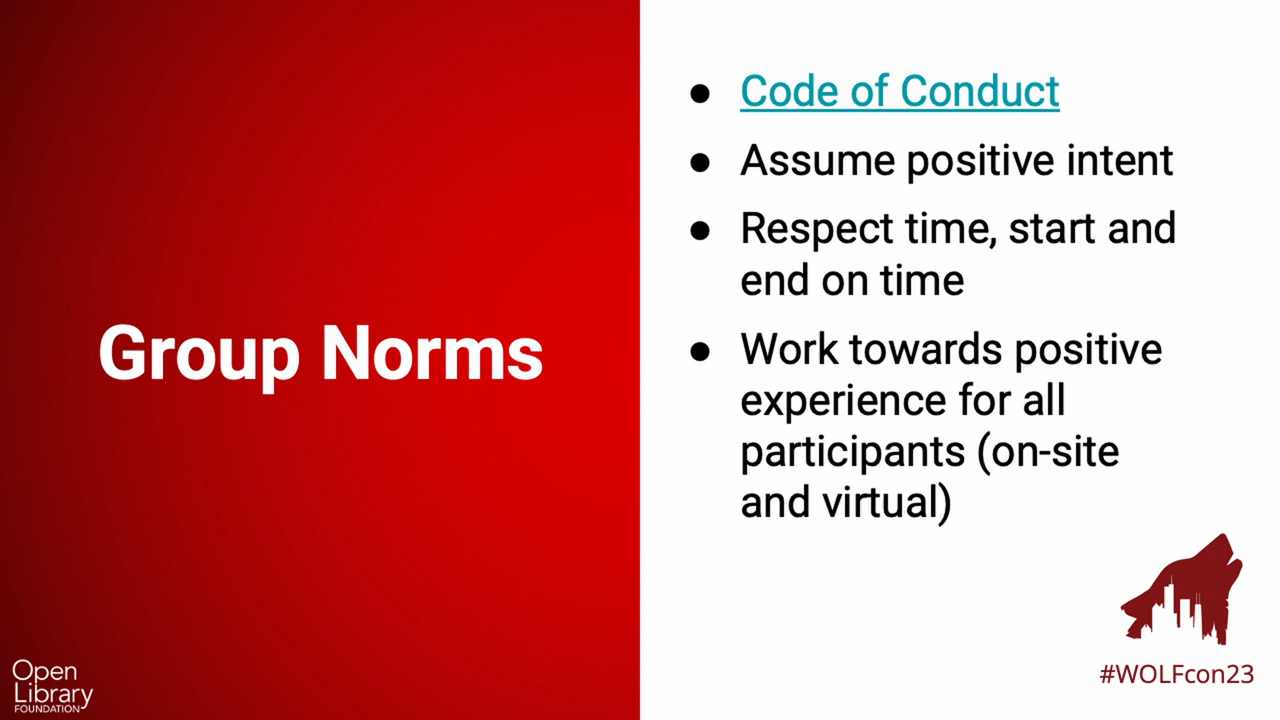 Group Norms
● Code of Conduct
● Assume positive intent
● Respect time, start and
end on time
● Work towards positive
experience for all
participants (on-site
and virtual)
Open
Library
FOUNDATION
#WOLFcon23